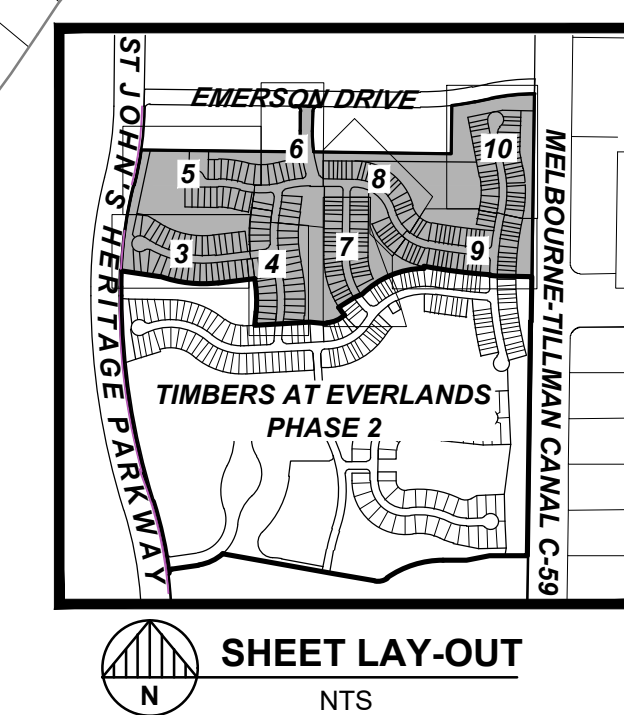 ST JOHN'S HERITAGE PARKWAY
EMERSON DRIVE
6
10
5
8
3
4
7
9
MELBOURNE-TILLMAN CANAL C-59
TIMBERS AT EVERLANDS
PHASE 2
SHEET LAY-OUT
N
NTS